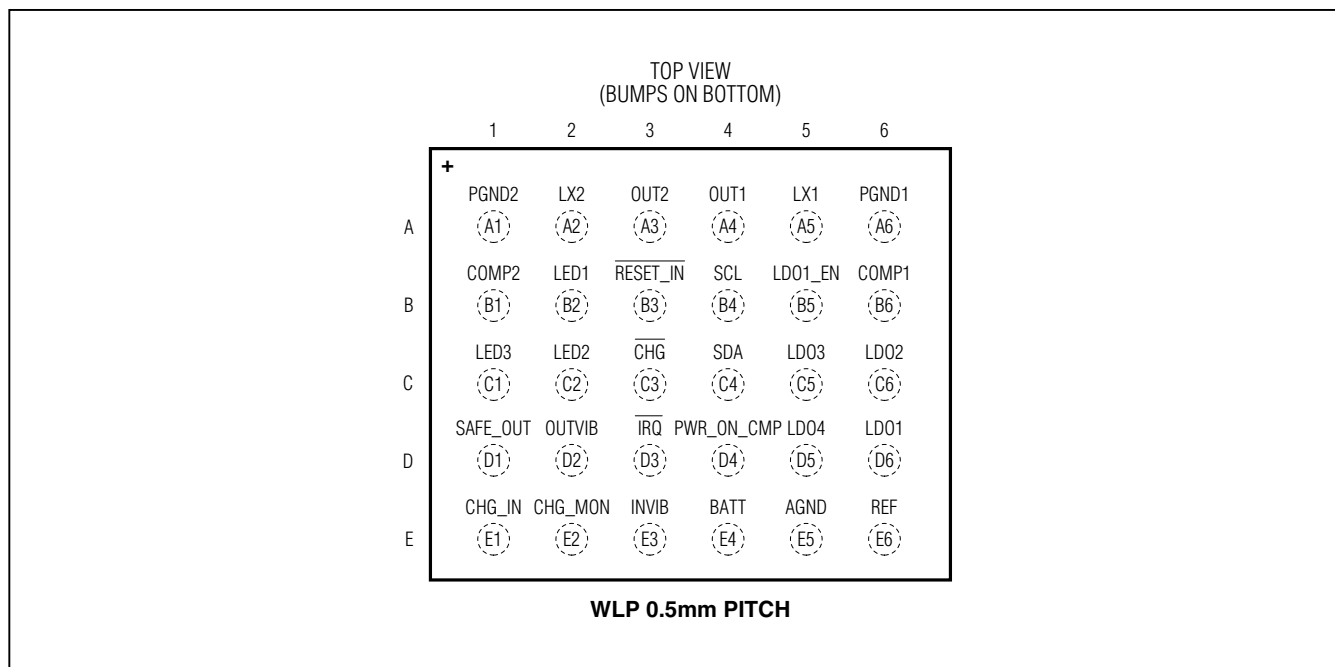 TOP VIEW
(BUMPS ON BOTTOM)
1 2 3 4 5 6
+
PGND2 LX2 OUT2 OUT1 LX1 PGND1
A A1 A2 A3 A4 A5 A6
COMP2 LED1 RESET_IN SCL LDO1_EN COMP1
B B1 B2 B3 B4 B5 B6
LED3 LED2 CHG SDA LDO3 LDO2
C C1 C2 C3 C4 C5 C6
SAFE_OUT OUTVIB IRQ PWR_ON_CMP LDO4 LDO1
D D1 D2 D3 D4 D5 D6
CHG_IN CHG_MON INVIB BATT AGND REF
E E1 E2 E3 E4 E5 E6
WLP 0.5mm PITCH